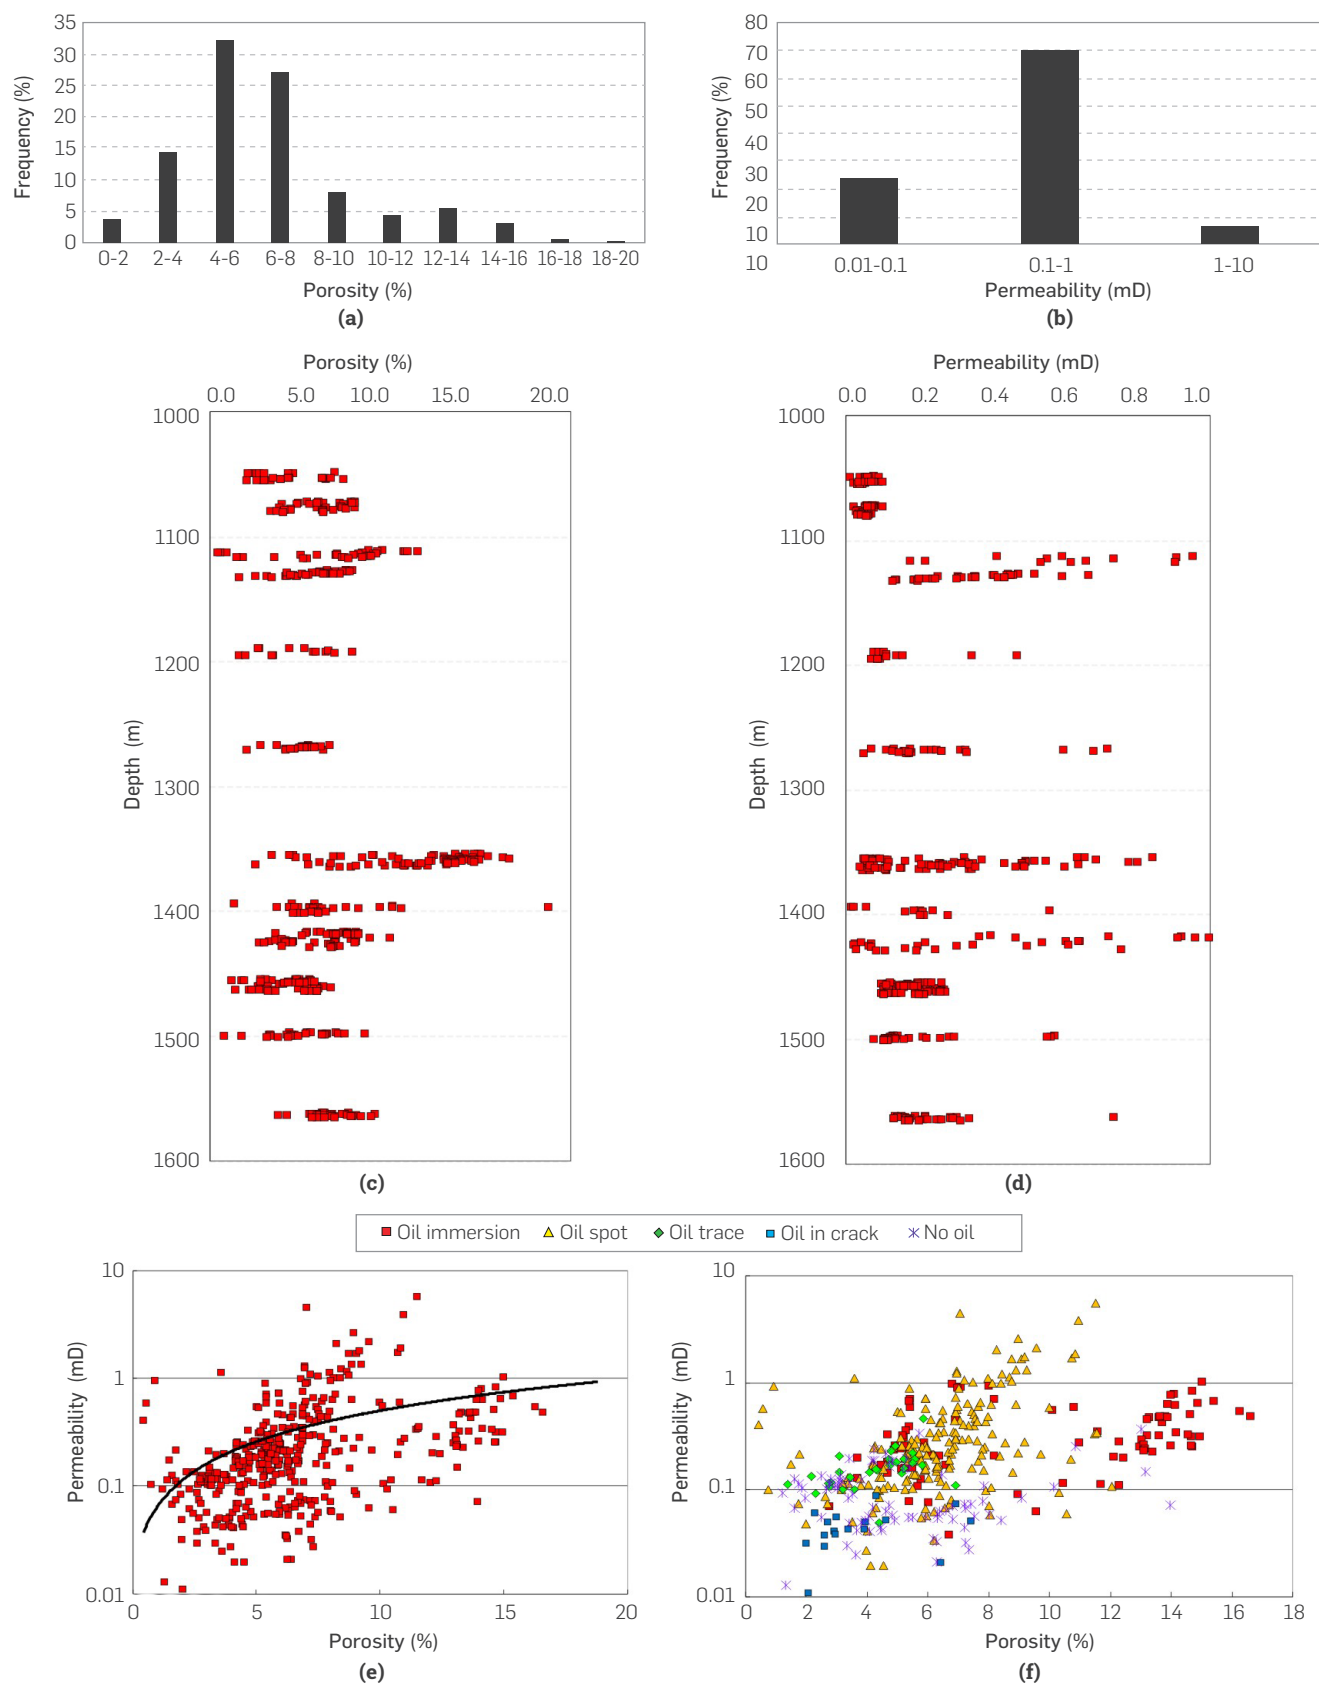 35
30
25
20
15
10
5
0
Frequency (%)
0-2 2-4 4-6 6-8 8-10 10-12 12-14 14-16 16-18 18-20
Porosity (%)
(a)
80
70
60
50
40
30
20
10
10
Frequency (%)
0.01-0.1 0.1-1 1-10
Permeability (mD)
(b)
Porosity (%)
0.0 5.0 10.0 15.0 20.0
1000
1100
1200
1300
1400
1500
1600
Depth (m)
(c)
Permeability (mD)
0.0 0.2 0.4 0.6 0.8 1.0
1000
1100
1200
1300
1400
1500
1600
Depth (m)
(d)
Oil immersion Oil spot Oil trace Oil in crack No oil
10
1
0.1
0.01
Permeability (mD)
0 5 10 15 20
Porosity (%)
(e)
10
1
0.1
0.01
Permeability (mD)
0 2 4 6 8 10 12 14 16 18
Porosity (%)
(f)